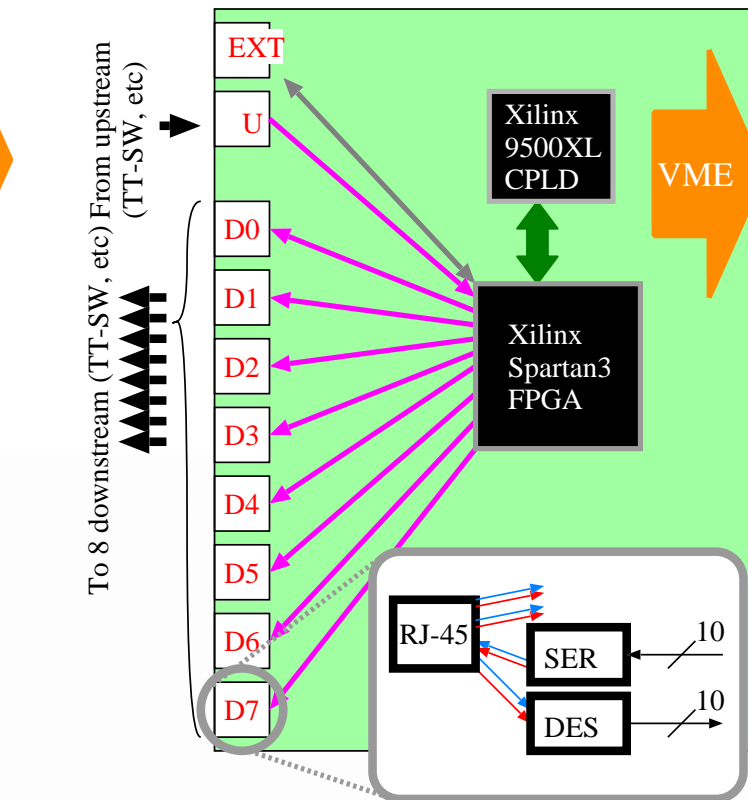 EXT
U
D0
D1
D2
D3
D4
D5
D6
D7
From upstream
(TT-SW, etc)
To 8 downstream (TT-SW, etc)
Xilinx
9500XL
CPLD
VME
Xilinx
Spartan3
FPGA
RJ-45
SER
10
DES
10